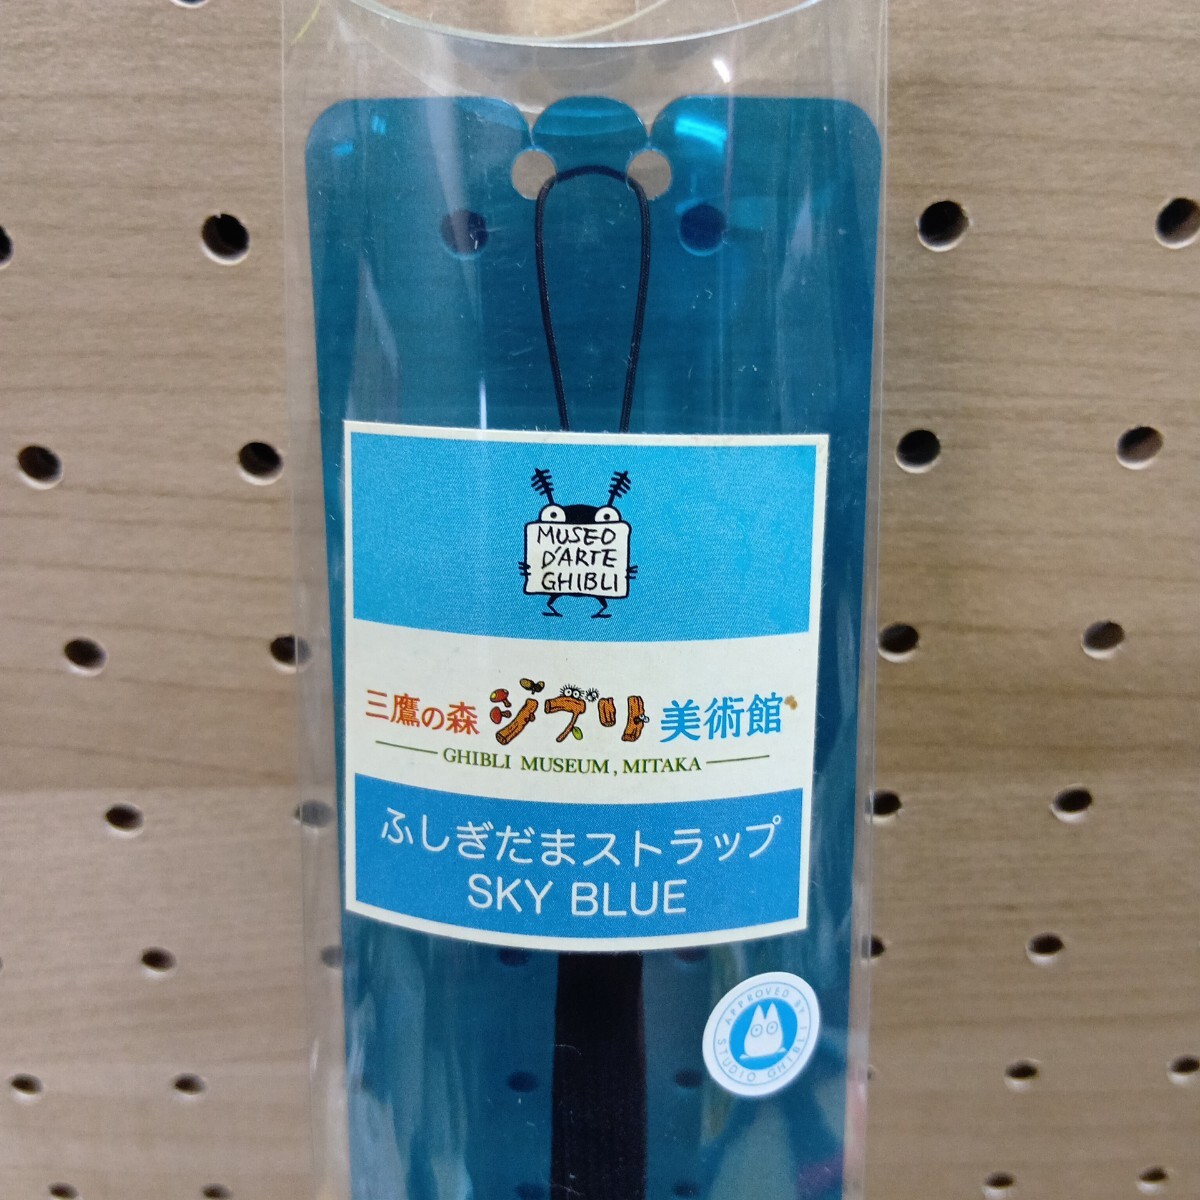 MUSEO
D'ARTE
GHIBLI
三鷹の森ジブリ美術館
GHIBLI MUSEUM, MITAKA
ふしぎだまストラップ
SKY BLUE
APPROVED BY
STUDIO GHIBLI